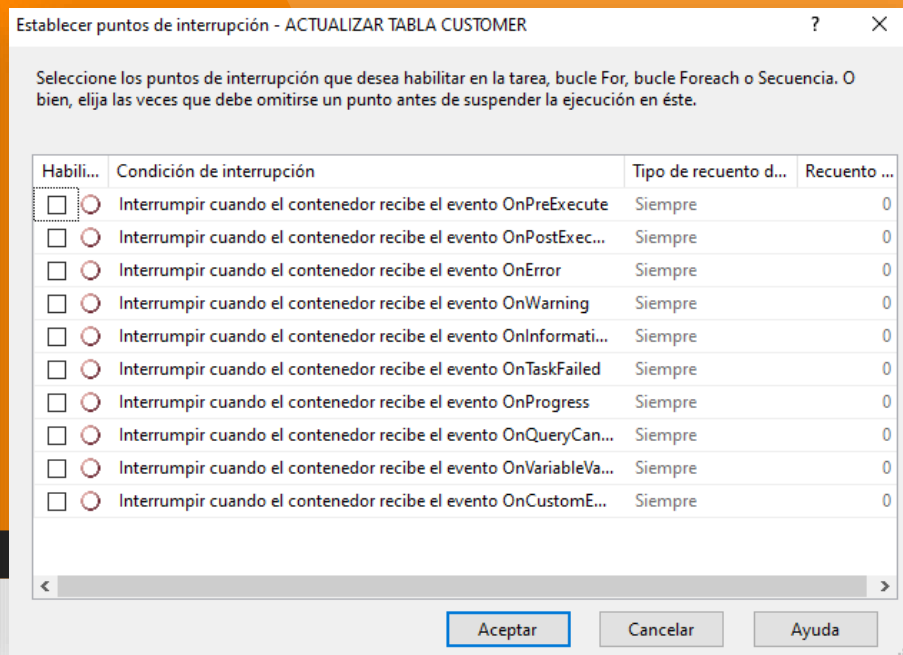 Establecer puntos de interrupción - ACTUALIZAR TABLA CUSTOMER ?
Seleccione los puntos de interrupción que desea habilitar en la tarea, bucle For, bucle Foreach o Secuencia. O
bien, elija las veces que debe omitirse un punto antes de suspender la ejecución en éste.
Habili... Condición de interrupción Tipo de recuento d... Recuento ...
Interrumpir cuando el contenedor recibe el evento OnPreExecute Siempre 0
Interrumpir cuando el contenedor recibe el evento OnPostExec... Siempre 0
Interrumpir cuando el contenedor recibe el evento OnError Siempre 0
Interrumpir cuando el contenedor recibe el evento OnWarning Siempre 0
Interrumpir cuando el contenedor recibe el evento OnInformati... Siempre 0
Interrumpir cuando el contenedor recibe el evento OnTaskFailed Siempre 0
Interrumpir cuando el contenedor recibe el evento OnProgress Siempre 0
Interrumpir cuando el contenedor recibe el evento OnQueryCan... Siempre 0
Interrumpir cuando el contenedor recibe el evento OnVariableVa... Siempre 0
Interrumpir cuando el contenedor recibe el evento OnCustomE... Siempre 0
Aceptar Cancelar Ayuda